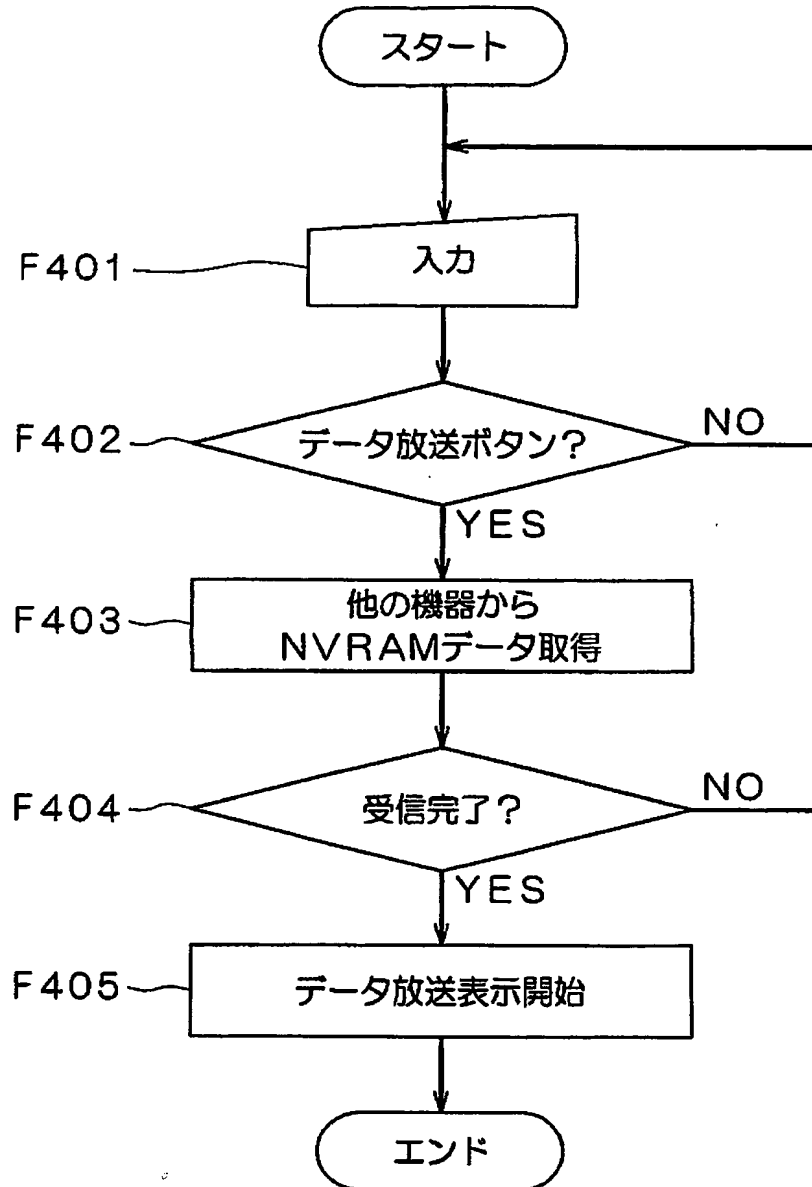 スタート
F401
入力
F402
データ放送ボタン?
NO
YES
F403
他の機器から
NVRAMデータ取得
F404
受信完了?
NO
YES
F405
データ放送表示開始
エンド